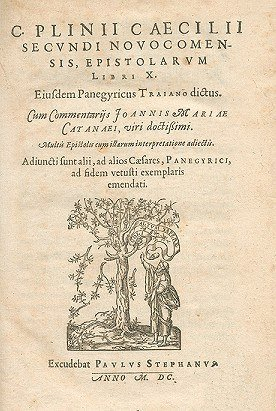 C. PLINII CAECILII
SECVNDI NOVOCOMEN-
SIS, EPISTOLARVM
LIBRI X.
Eiusdem Panegyricus TRAIANO dictus.
Cum Commentarijs IOANNIS MARIAE
CATANAEI, viri doctißimi.
Multis Epistolis cum illarum interpretatione adiectis.
Adiuncti sunt alii, ad alios Cæsares, PANEGYRICI,
ad fidem vetusti exemplaris
emendati.
Excudebat PAVLVS STEPHANVS
ANNO M. DC.